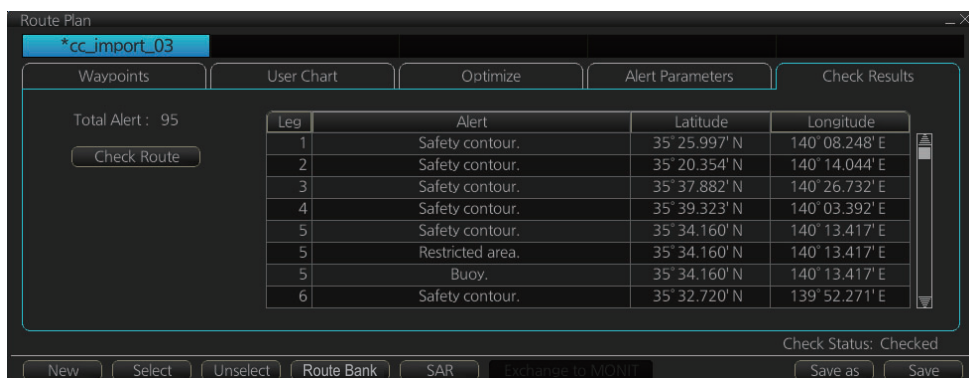 Route Plan
*cc_import_03
Waypoints User Chart Optimize Alert Parameters Check Results
Total Alert : 95
Check Route
Leg Alert Latitude Longitude
1 Safety contour. 35°25.997' N 140°08.248' E
2 Safety contour. 35°20.354' N 140°14.044' E
3 Safety contour. 35°37.882' N 140°26.732' E
4 Safety contour. 35°39.323' N 140°03.392' E
5 Safety contour. 35°34.160' N 140°13.417' E
5 Restricted area. 35°34.160' N 140°13.417' E
5 Buoy. 35°34.160' N 140°13.417' E
6 Safety contour. 35°32.720' N 139°52.271' E
Check Status: Checked
New Select Unselect Route Bank SAR Exchange to MONIT Save as Save